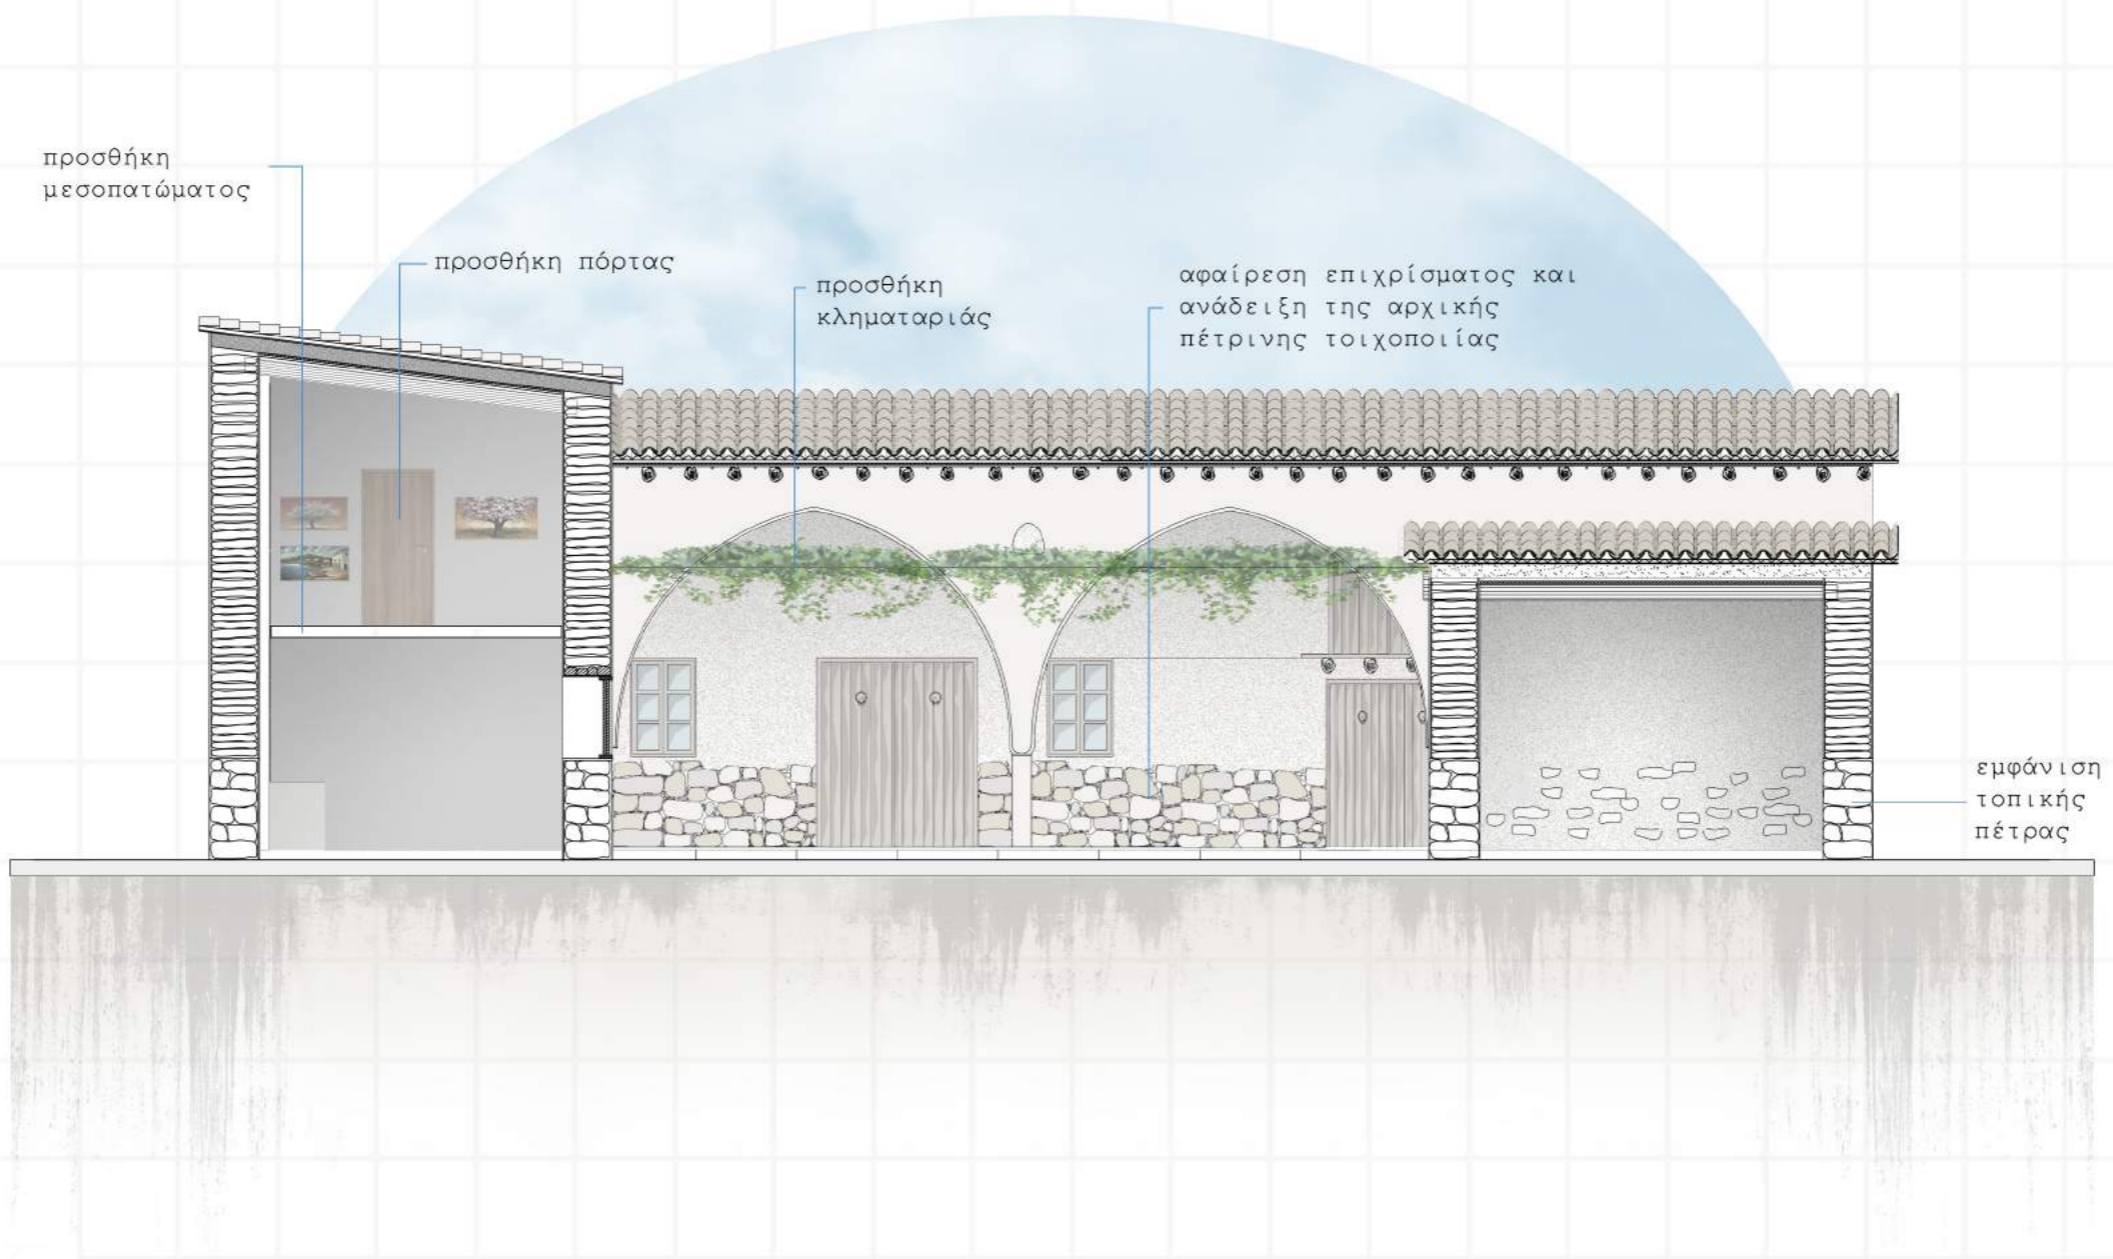 προσθήκη
μεσοπατώματος
προσθήκη πόρτας
προσθήκη
κληματαριάς
αφαίρεση επιχρίσματος και
ανάδειξη της αρχικής
πέτρινης τοιχοποιίας
εμφάνιση
τοπικής
πέτρας